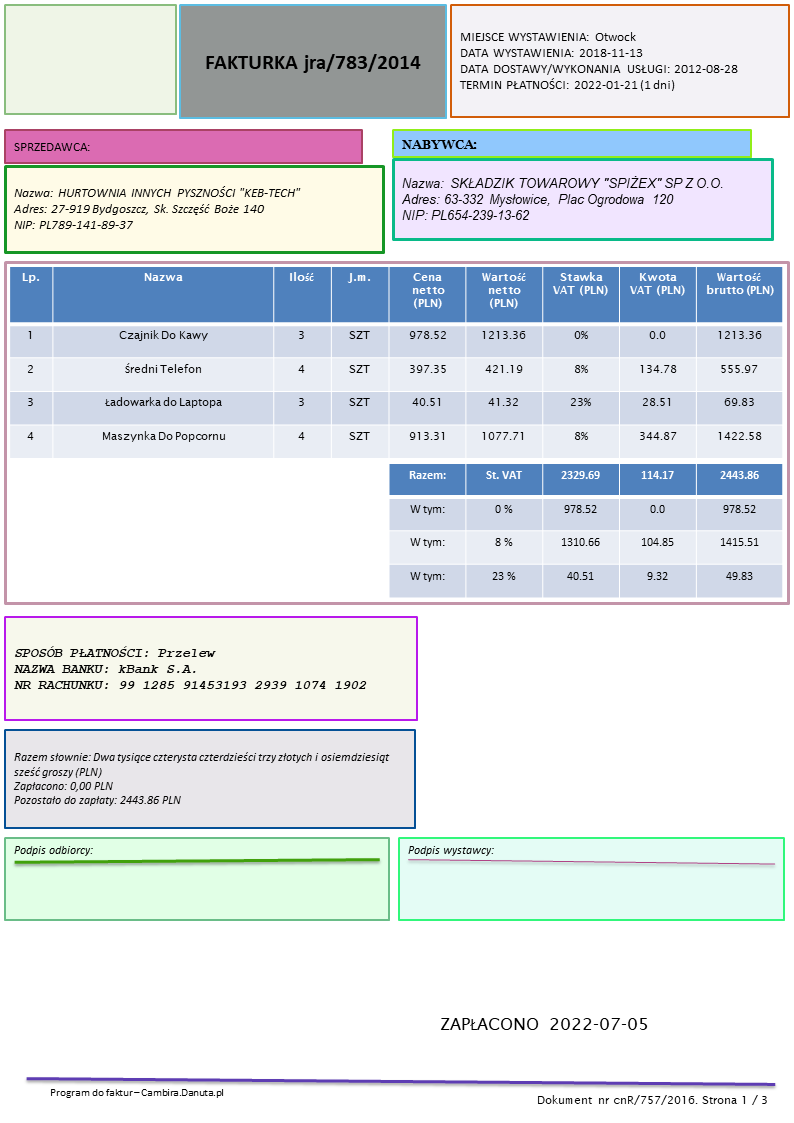 FAKTURKA jra/783/2014
MIEJSCE WYSTAWIENIA: Otwock
DATA WYSTAWIENIA: 2018-11-13
DATA DOSTAWY/WYKONANIA USŁUGI: 2012-08-28
TERMIN PŁATNOŚCI: 2022-01-21 (1 dni)
SPRZEDAWCA:
Nazwa: HURTOWNIA INNYCH PYSZNOŚCI "KEB-TECH"
Adres: 27-919 Bydgoszcz, Sk. Szczęść Boże 140
NIP: PL789-141-89-37
NABYWCA:
Nazwa: SKŁADZIK TOWAROWY "SPIŻEX" SP Z O.O.
Adres: 63-332 Mysłowice, Plac Ogrodowa 120
NIP: PL654-239-13-62
Lp. Nazwa Ilość J.m. Cena netto (PLN) Wartość netto (PLN) Stawka VAT (PLN) Kwota VAT (PLN) Wartość brutto (PLN)
1 Czajnik Do Kawy 3 SZT 978.52 1213.36 0% 0.0 1213.36
2 średni Telefon 4 SZT 397.35 421.19 8% 134.78 555.97
3 Ładowarka do Laptopa 3 SZT 40.51 41.32 23% 28.51 69.83
4 Maszynka Do Popcornu 4 SZT 913.31 1077.71 8% 344.87 1422.58
Razem: St. VAT 2329.69 114.17 2443.86
W tym: 0 % 978.52 0.0 978.52
W tym: 8 % 1310.66 104.85 1415.51
W tym: 23 % 40.51 9.32 49.83
SPOSÓB PŁATNOŚCI: Przelew
NAZWA BANKU: kBank S.A.
NR RACHUNKU: 99 1285 91453193 2939 1074 1902
Razem słownie: Dwa tysiące czterysta czterdzieści trzy złotych i osiemdziesiąt
sześć groszy (PLN)
Zapłacono: 0,00 PLN
Pozostało do zapłaty: 2443.86 PLN
Podpis odbiorcy:
Podpis wystawcy:
ZAPŁACONO 2022-07-05
Program do faktur – Cambira.Danuta.pl
Dokument nr cnR/757/2016. Strona 1 / 3